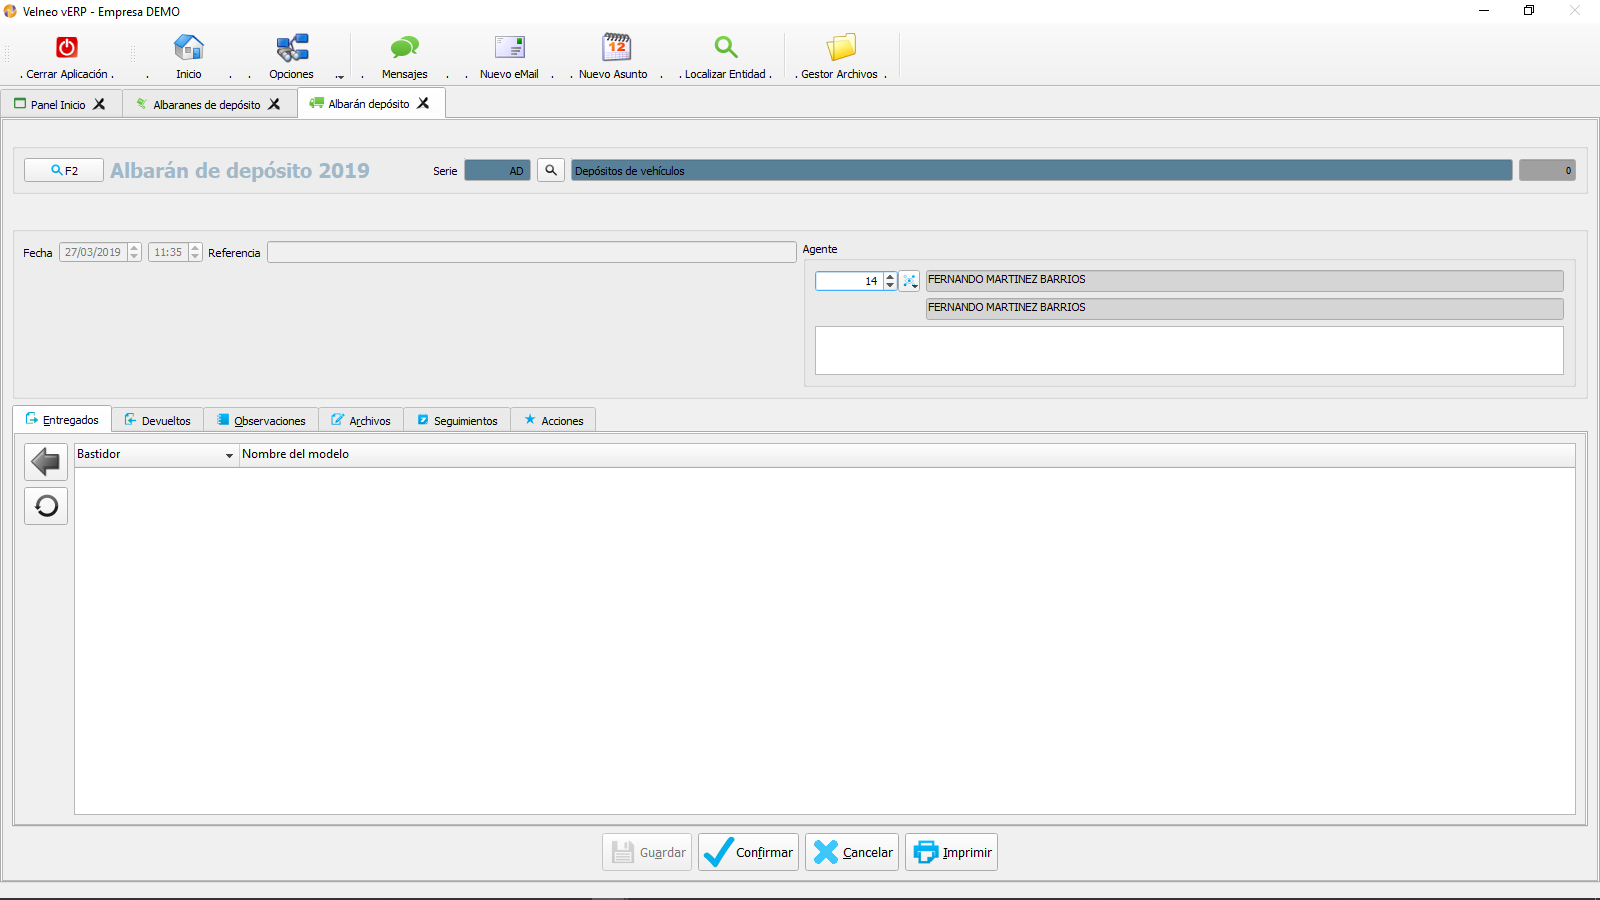 Velneo vERP - Empresa DEMO
. Cerrar Aplicación . . Inicio . . Opciones . Mensajes . . Nuevo eMail . . Nuevo Asunto . . Localizar Entidad . . Gestor Archivos .
12
Panel Inicio Albaranes de depósito Albarán depósito
F2 Albarán de depósito 2019 Serie AD Depósitos de vehículos 0
Fecha 27/03/2019 11:35 Referencia
Agente
14 FERNANDO MARTINEZ BARRIOS
FERNANDO MARTINEZ BARRIOS
Entregados Devueltos Observaciones Archivos Seguimientos Acciones
Bastidor Nombre del modelo
Guardar Confirmar Cancelar Imprimir